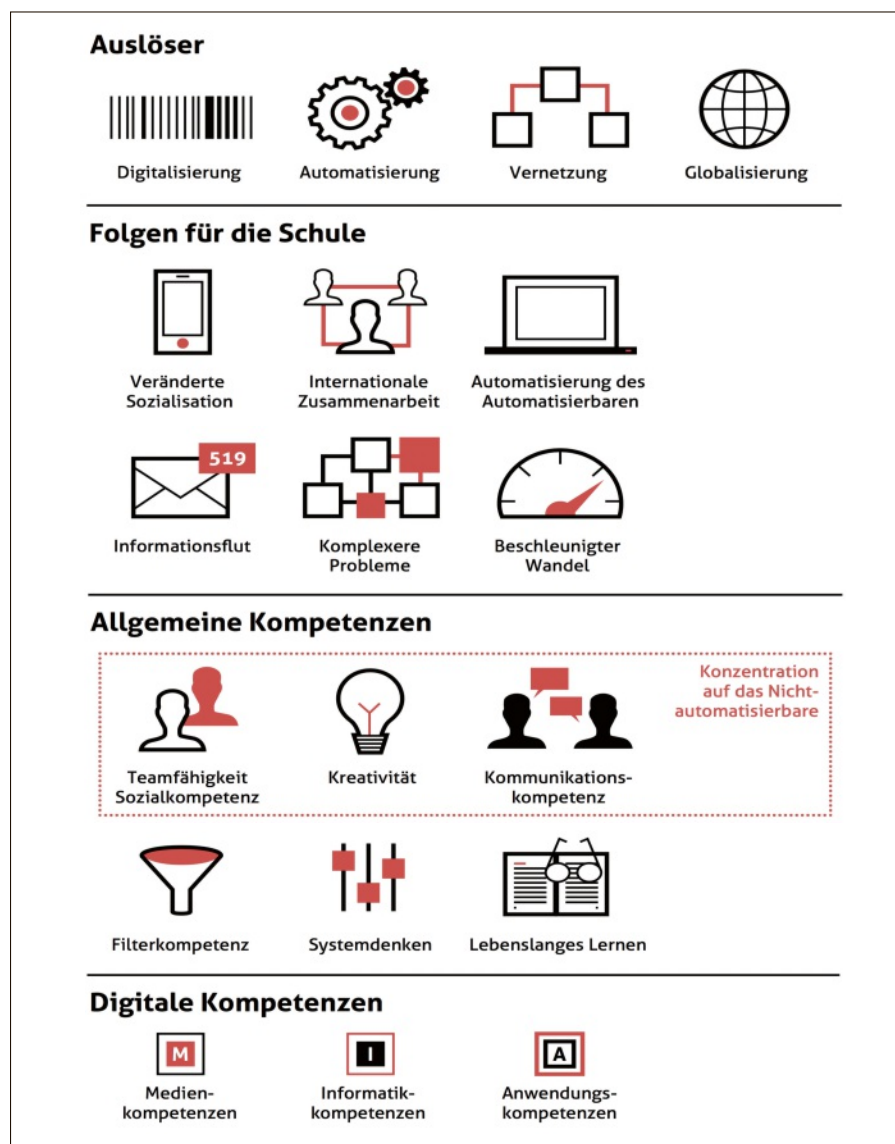 Auslöser
Digitalisierung
Automatisierung
Vernetzung
Globalisierung
Folgen für die Schule
Veränderte
Sozialisation
Internationale
Zusammenarbeit
Automatisierung des
Automatisierbaren
519
Informationsflut
Komplexere
Probleme
Beschleunigter
Wandel
Allgemeine Kompetenzen
Konzentration
auf das Nicht-
automatisierbare
Teamfähigkeit
Sozialkompetenz
Kreativität
Kommunikations-
kompetenz
Filterkompetenz
Systemdenken
Lebenslanges Lernen
Digitale Kompetenzen
M
Medien-
kompetenzen
I
Informatik-
kompetenzen
A
Anwendungs-
kompetenzen